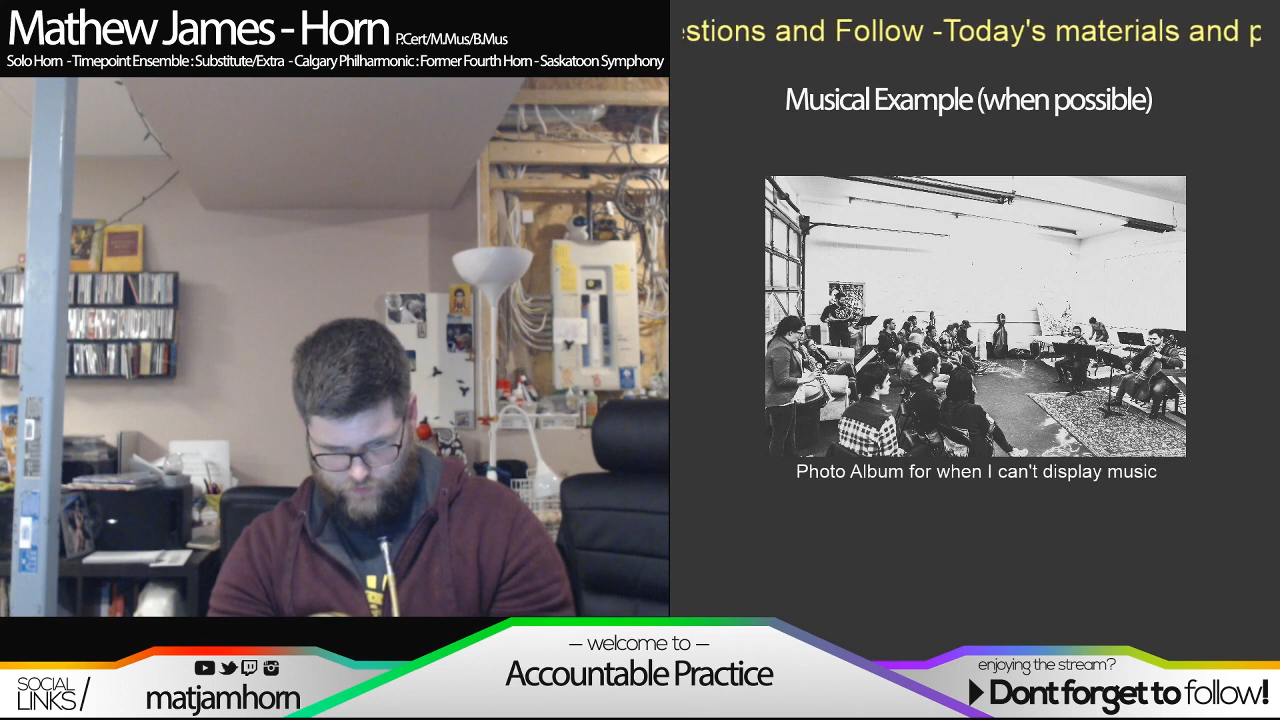 Mathew James - Horn P.Cert/M.Mus/B.Mus
Solo Horn - Timepoint Ensemble : Substitute/Extra - Calgary Philharmonic : Former Fourth Horn - Saskatoon Symphony
stions and Follow -Today's materials and p
Musical Example (when possible)
Photo Album for when I can't display music
SOCIAL
LINKS
matjamhorn
– welcome to –
Accountable Practice
enjoying the stream?
Dont forget to follow!